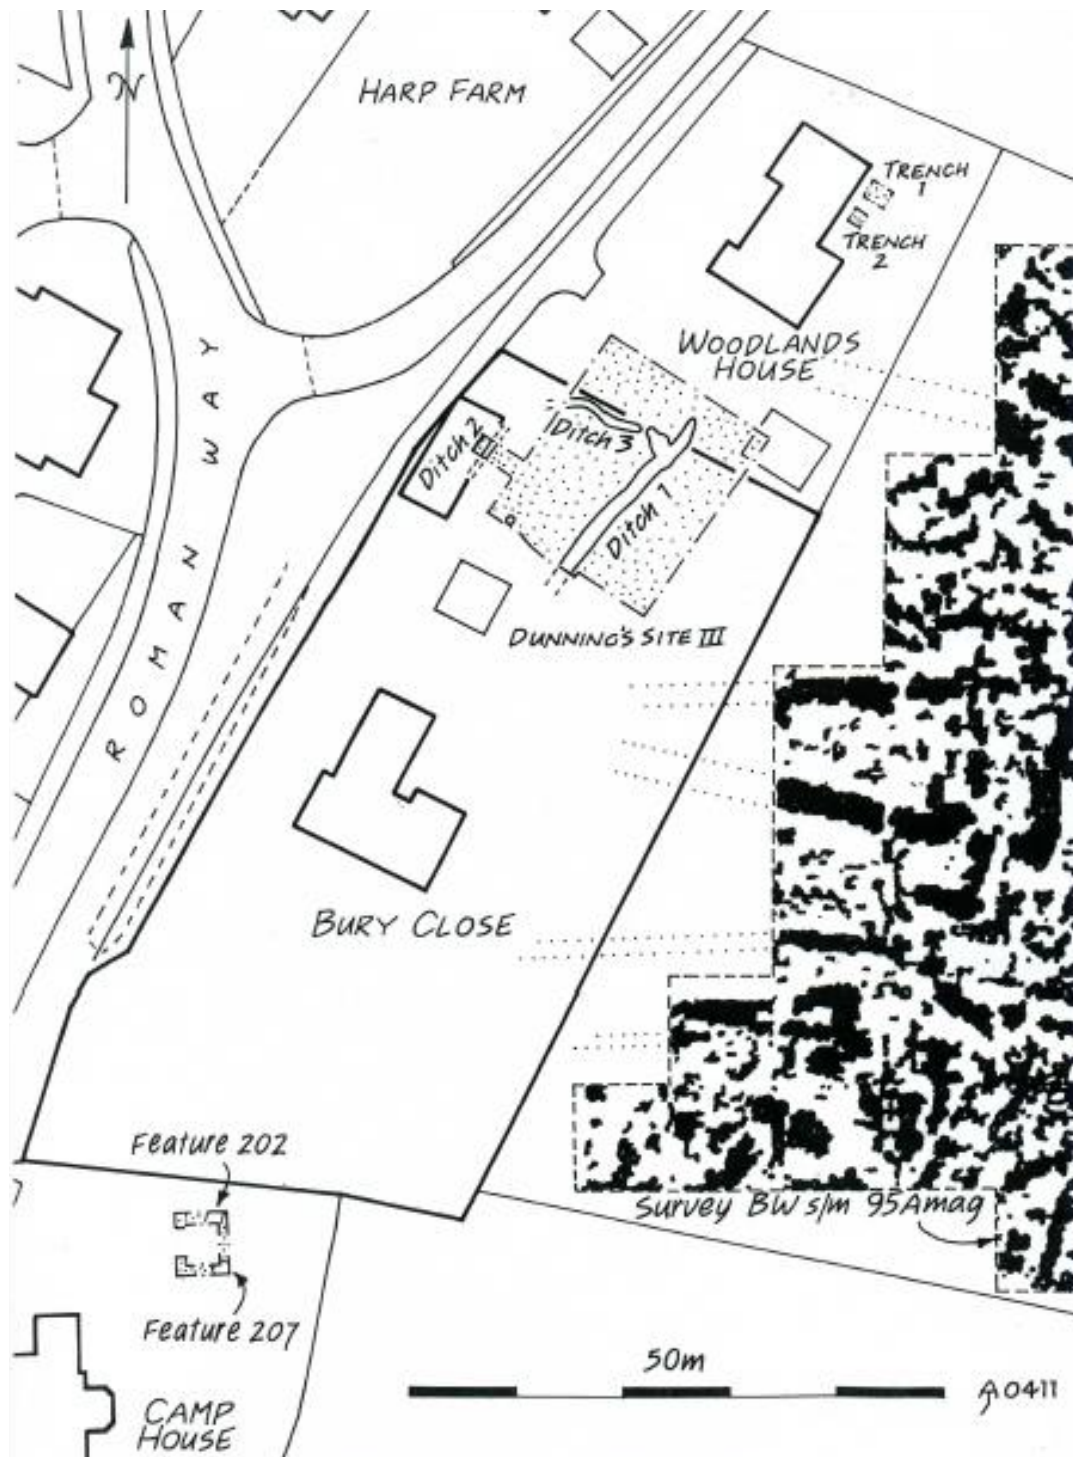 N
HARP FARM
TRENCH
1
TRENCH
2
WOODLANDS
HOUSE
ROMAN WAY
Ditch 2
Ditch 3
Ditch 1
DUNNING'S SITE III
BURY CLOSE
Feature 202
Survey BW s/m 95Amag
Feature 207
50m
0411
CAMP
HOUSE